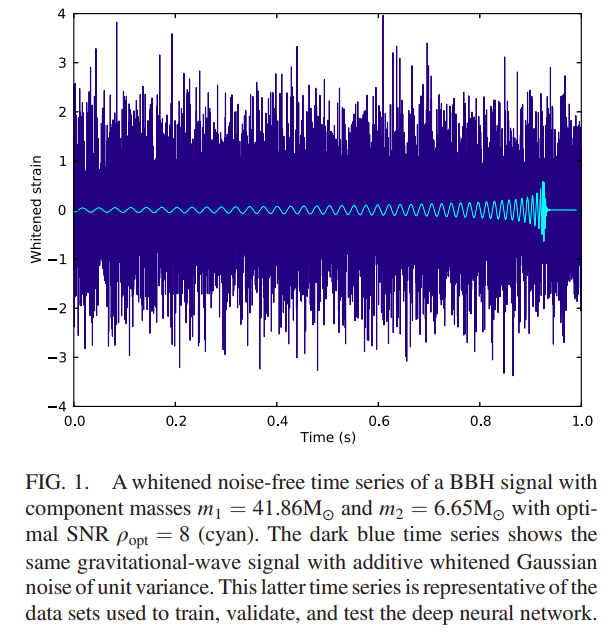 4
3
2
1
0
−1
−2
−3
−4
Whitened strain
0.0 0.2 0.4 0.6 0.8 1.0
Time (s)
FIG. 1. A whitened noise-free time series of a BBH signal with
component masses m₁ = 41.86M⊙ and m₂ = 6.65M⊙ with opti-
mal SNR ρopt = 8 (cyan). The dark blue time series shows the
same gravitational-wave signal with additive whitened Gaussian
noise of unit variance. This latter time series is representative of the
data sets used to train, validate, and test the deep neural network.